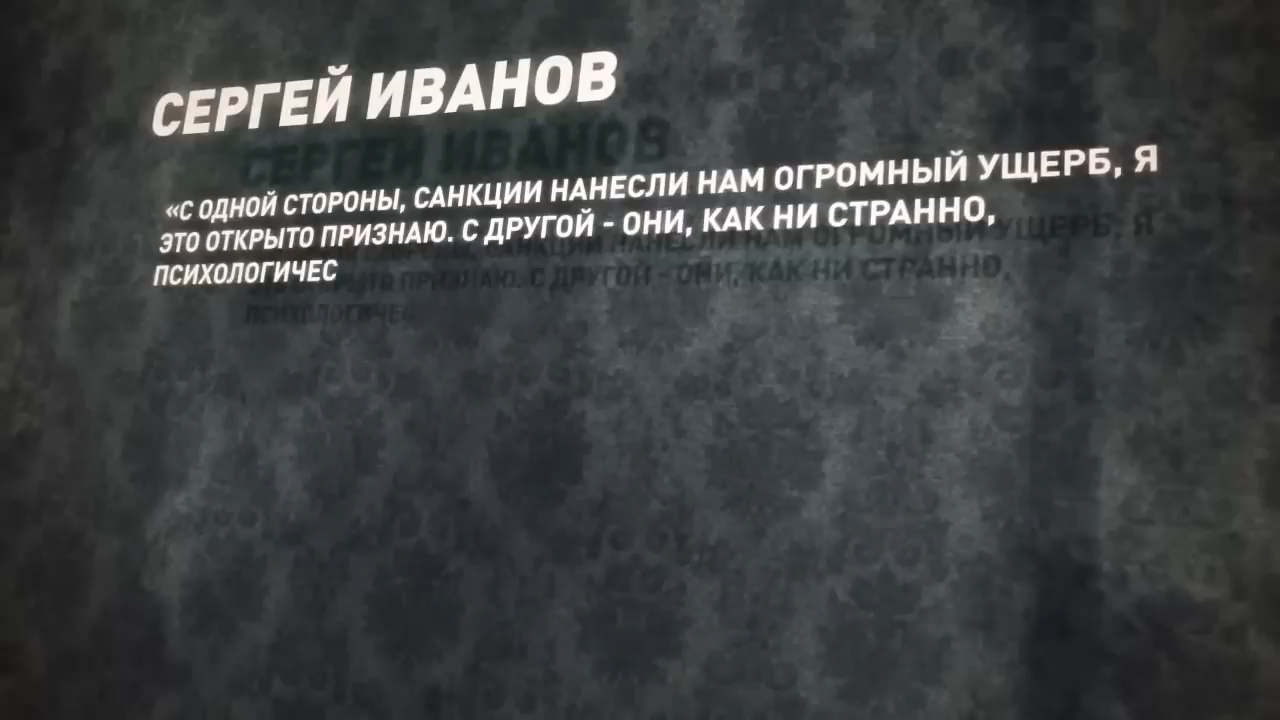 СЕРГЕЙ ИВАНОВ
«С ОДНОЙ СТОРОНЫ, САНКЦИИ НАНЕСЛИ НАМ ОГРОМНЫЙ УЩЕРБ, Я
ЭТО ОТКРЫТО ПРИЗНАЮ. С ДРУГОЙ - ОНИ, КАК НИ СТРАННО,
ПСИХОЛОГИЧЕС